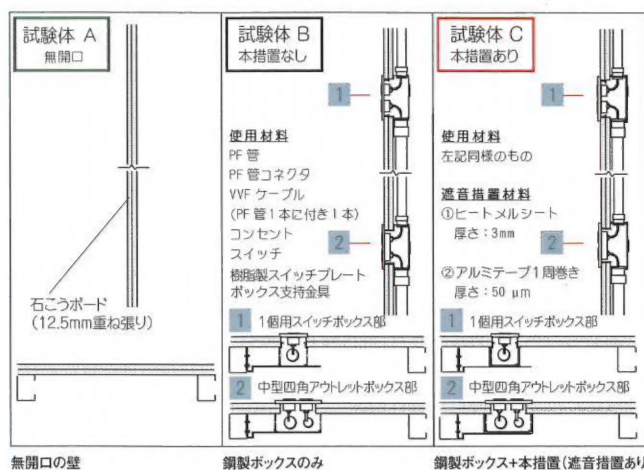 試験体 A
無開口
石こうボード
(12.5mm重ね張り)
試験体 B
本措置なし
1
使用材料
PF 管
PF 管コネクタ
VVF ケーブル
(PF 管1本に付き1本)
コンセント
スイッチ
樹脂製スイッチプレート
ボックス支持金具
2
1 1個用スイッチボックス部
2 中型四角アウトレットボックス部
試験体 C
本措置あり
1
使用材料
左記同様のもの
遮音措置材料
①ヒートメルシート
厚さ:3mm
2
②アルミテープ1周巻き
厚さ:50 μm
1 1個用スイッチボックス部
2 中型四角アウトレットボックス部
無開口の壁
鋼製ボックスのみ
鋼製ボックス+本措置(遮音措置あり